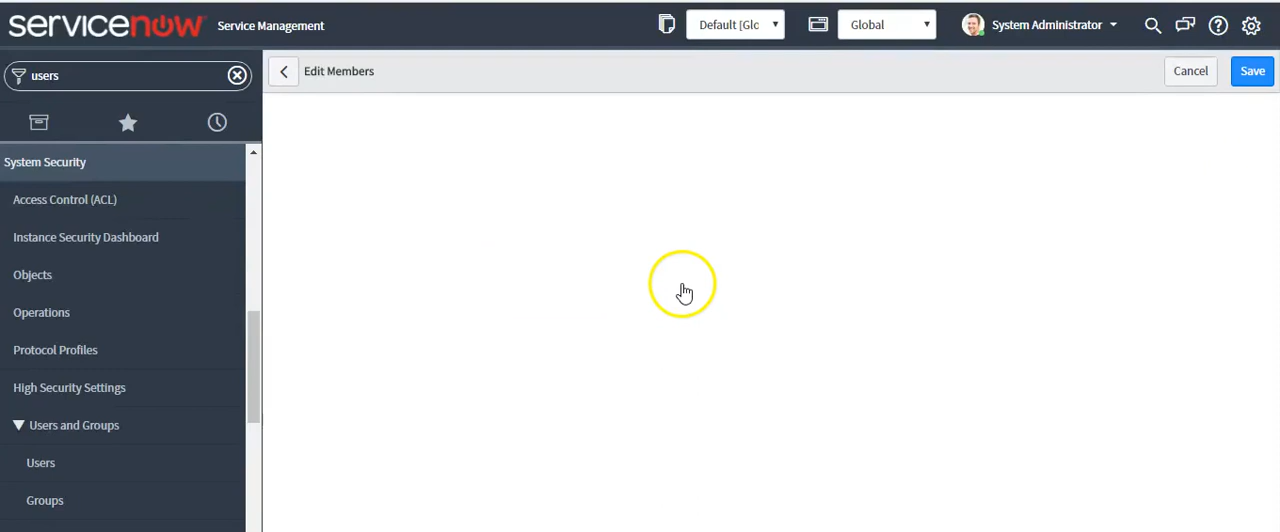 servicenow Service Management
Default [Glc
Global
System Administrator
users
Edit Members
Cancel
Save
System Security
Access Control (ACL)
Instance Security Dashboard
Objects
Operations
Protocol Profiles
High Security Settings
Users and Groups
Users
Groups